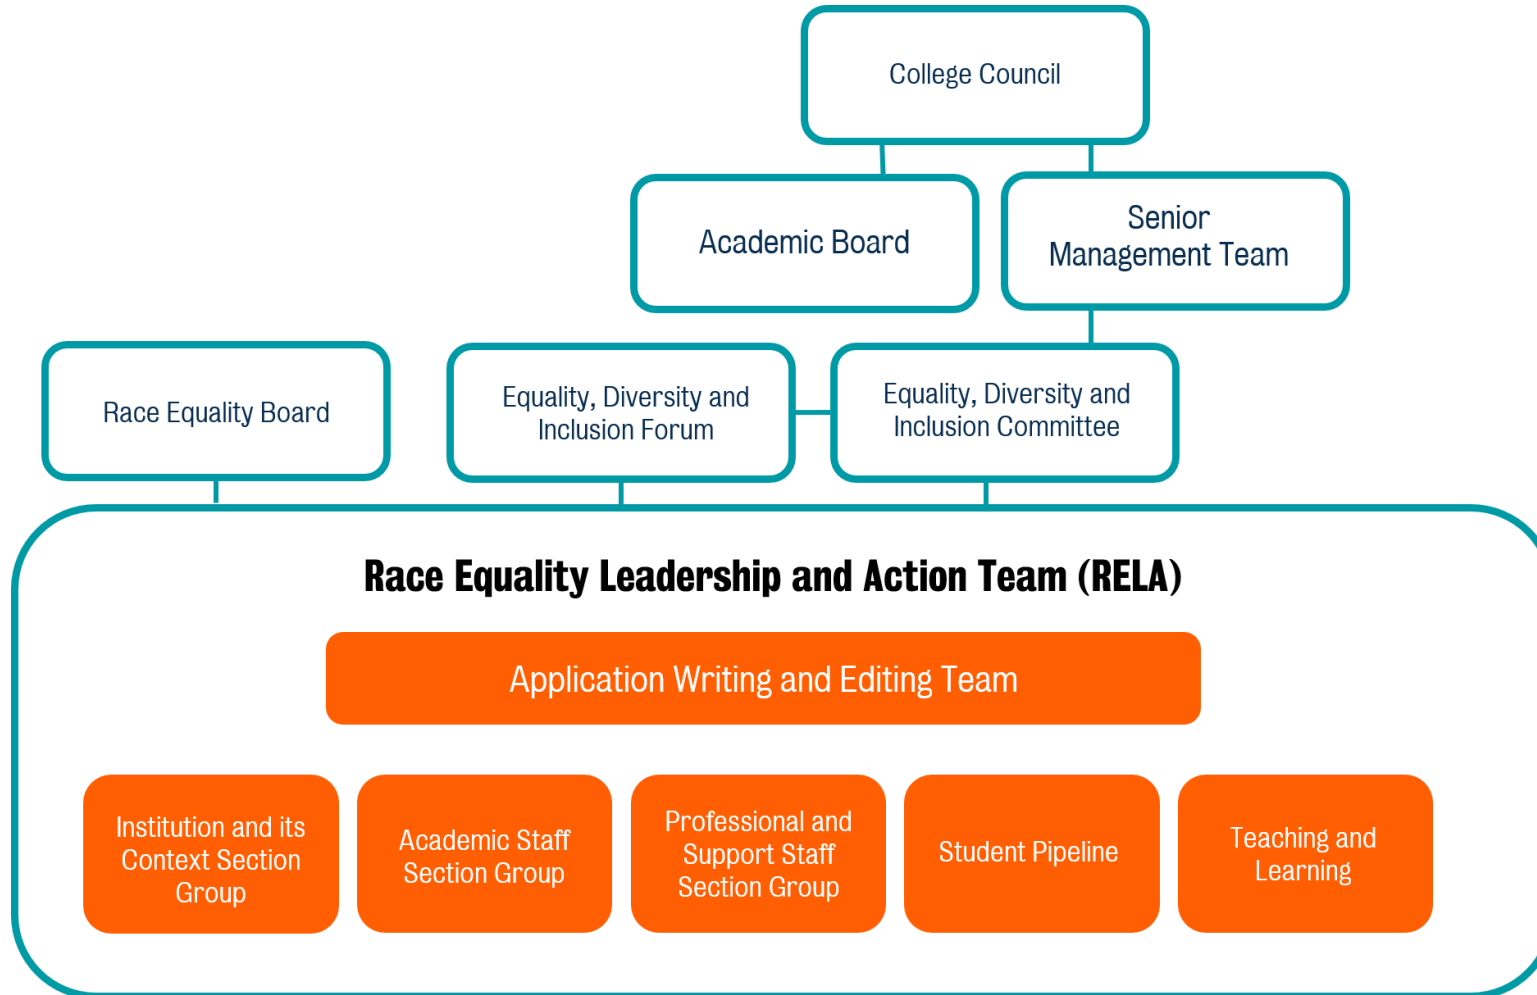 College Council
Academic Board
Senior
Management Team
Race Equality Board
Equality, Diversity and
Inclusion Forum
Equality, Diversity and
Inclusion Committee
Race Equality Leadership and Action Team (RELA)
Application Writing and Editing Team
Institution and its
Context Section
Group
Academic Staff
Section Group
Professional and
Support Staff
Section Group
Student Pipeline
Teaching and
Learning